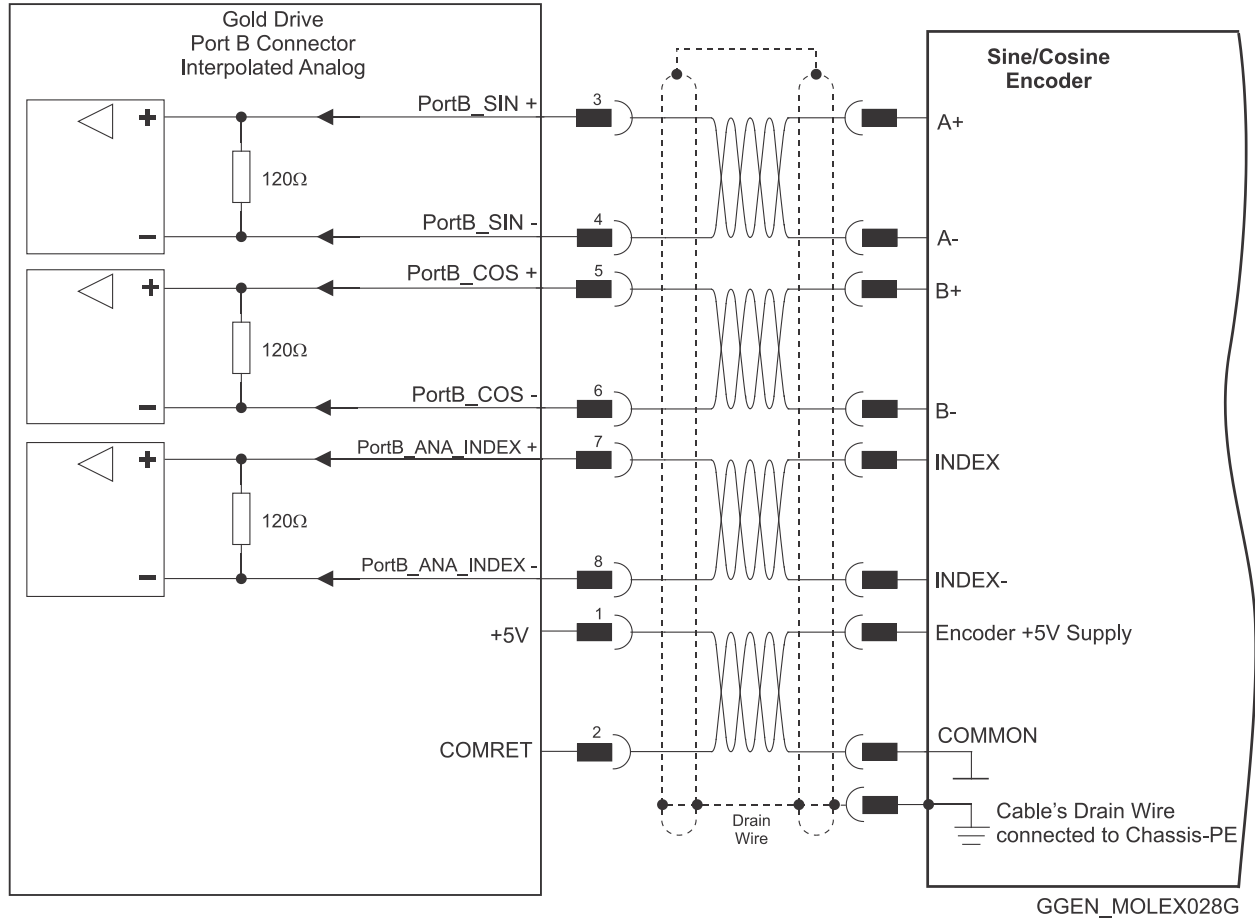 Gold Drive
Port B Connector
Interpolated Analog
Sine/Cosine
Encoder
+
PortB_SIN +
3
A+
120Ω
-
PortB_SIN -
4
A-
+
PortB_COS +
5
B+
120Ω
-
PortB_COS -
6
B-
+
PortB_ANA_INDEX +
7
INDEX
120Ω
-
PortB_ANA_INDEX -
8
INDEX-
+5V
1
Encoder +5V Supply
COMRET
2
COMMON
Drain
Wire
Cable's Drain Wire
connected to Chassis-PE
GGEN_MOLEX028G